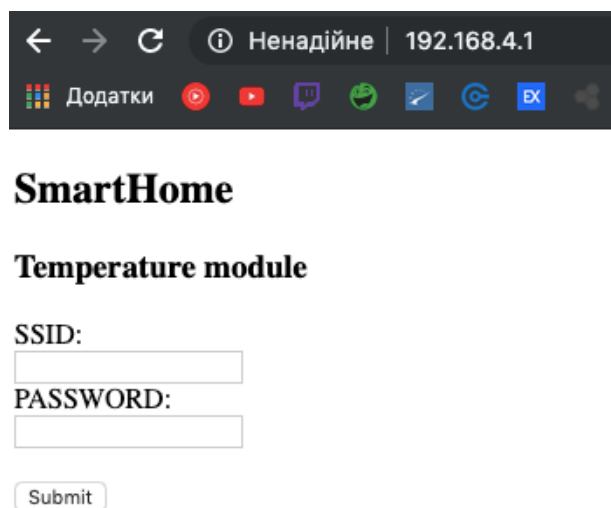 Ненадійне | 192.168.4.1
Додатки EX
SmartHome
Temperature module
SSID:
PASSWORD:
Submit